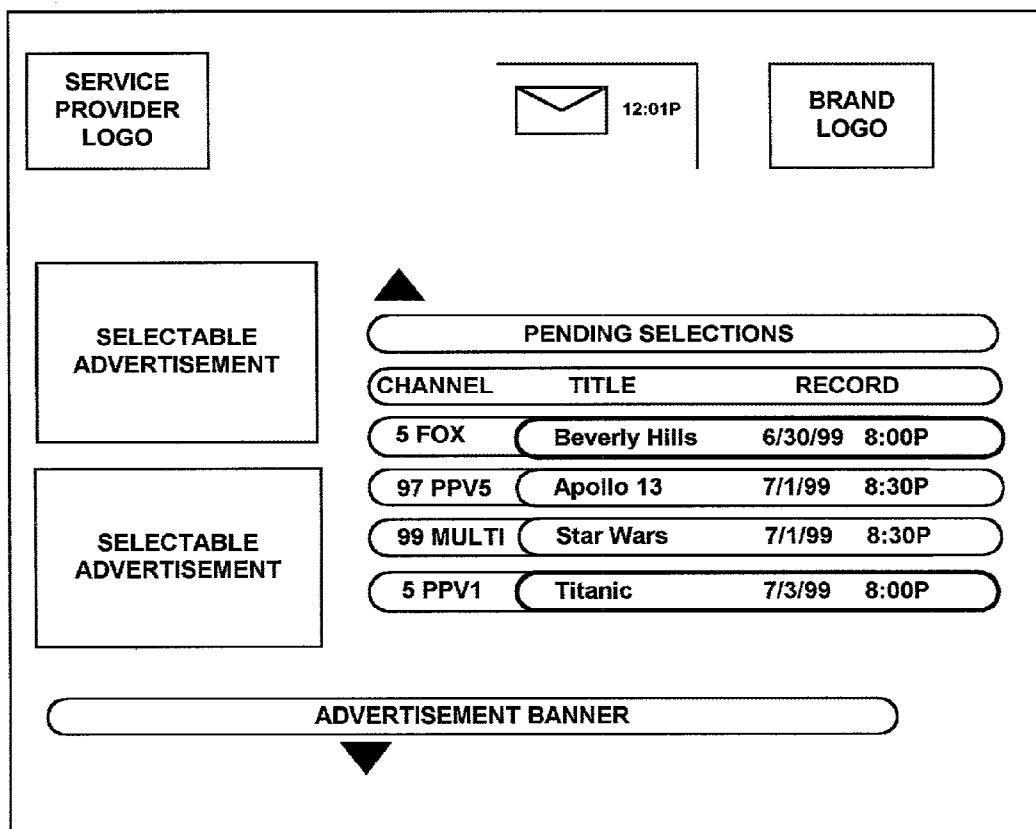 SERVICE
PROVIDER
LOGO
12:01P
BRAND
LOGO
SELECTABLE
ADVERTISEMENT
SELECTABLE
ADVERTISEMENT
PENDING SELECTIONS
CHANNEL TITLE RECORD
5 FOX Beverly Hills 6/30/99 8:00P
97 PPV5 Apollo 13 7/1/99 8:30P
99 MULTI Star Wars 7/1/99 8:30P
5 PPV1 Titanic 7/3/99 8:00P
ADVERTISEMENT BANNER